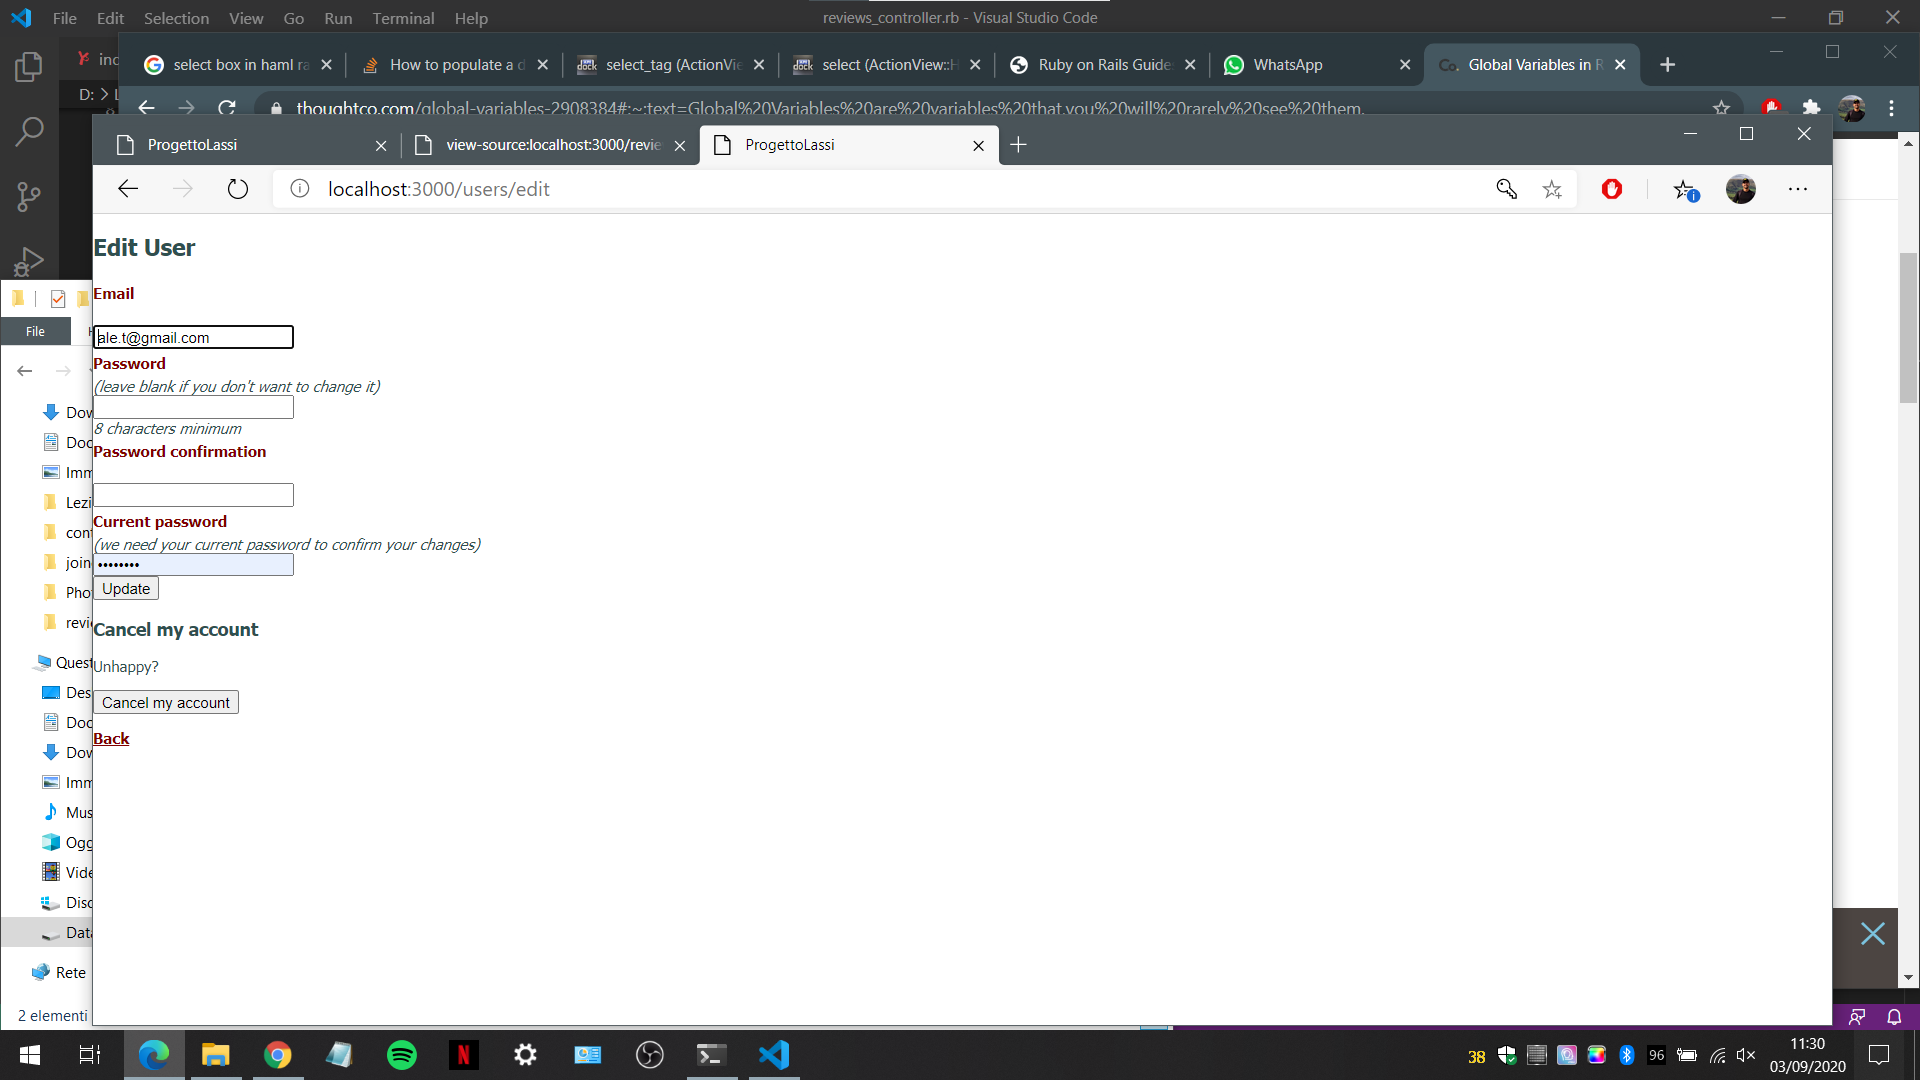 File Edit Selection View Go Run Terminal Help
reviews_controller.rb - Visual Studio Code
select box in haml ra
How to populate a d
select_tag (ActionVie
select (ActionView::H
Ruby on Rails Guide
WhatsApp
Global Variables in R
D: >
thoughtco.com/global-variables-2908384#:~:text=Global%20Variables%20are%20variables%20that,you%20will%20rarely%20see%20them.
ProgettoLassi
view-source:localhost:3000/revie
ProgettoLassi
localhost:3000/users/edit
Edit User
Email
ale.t@gmail.com
Password
(leave blank if you don't want to change it)
8 characters minimum
Password confirmation
Current password
(we need your current password to confirm your changes)
••••••••
Update
Cancel my account
Unhappy?
Cancel my account
Back
File
Dow
Doc
Imm
Lezi
con
join
Pho
revi
Quest
Des
Doc
Dow
Imm
Mus
Ogg
Vide
Disc
Data
Rete
2 elementi
38
96
11:30
03/09/2020